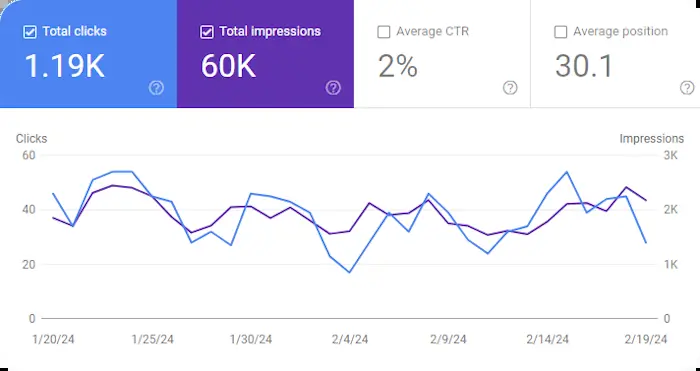 Total clicks
1.19K
Total impressions
60K
Average CTR
2%
Average position
30.1
Clicks
Impressions
60
3K
40
2K
20
1K
0
0
1/20/24
1/25/24
1/30/24
2/4/24
2/9/24
2/14/24
2/19/24